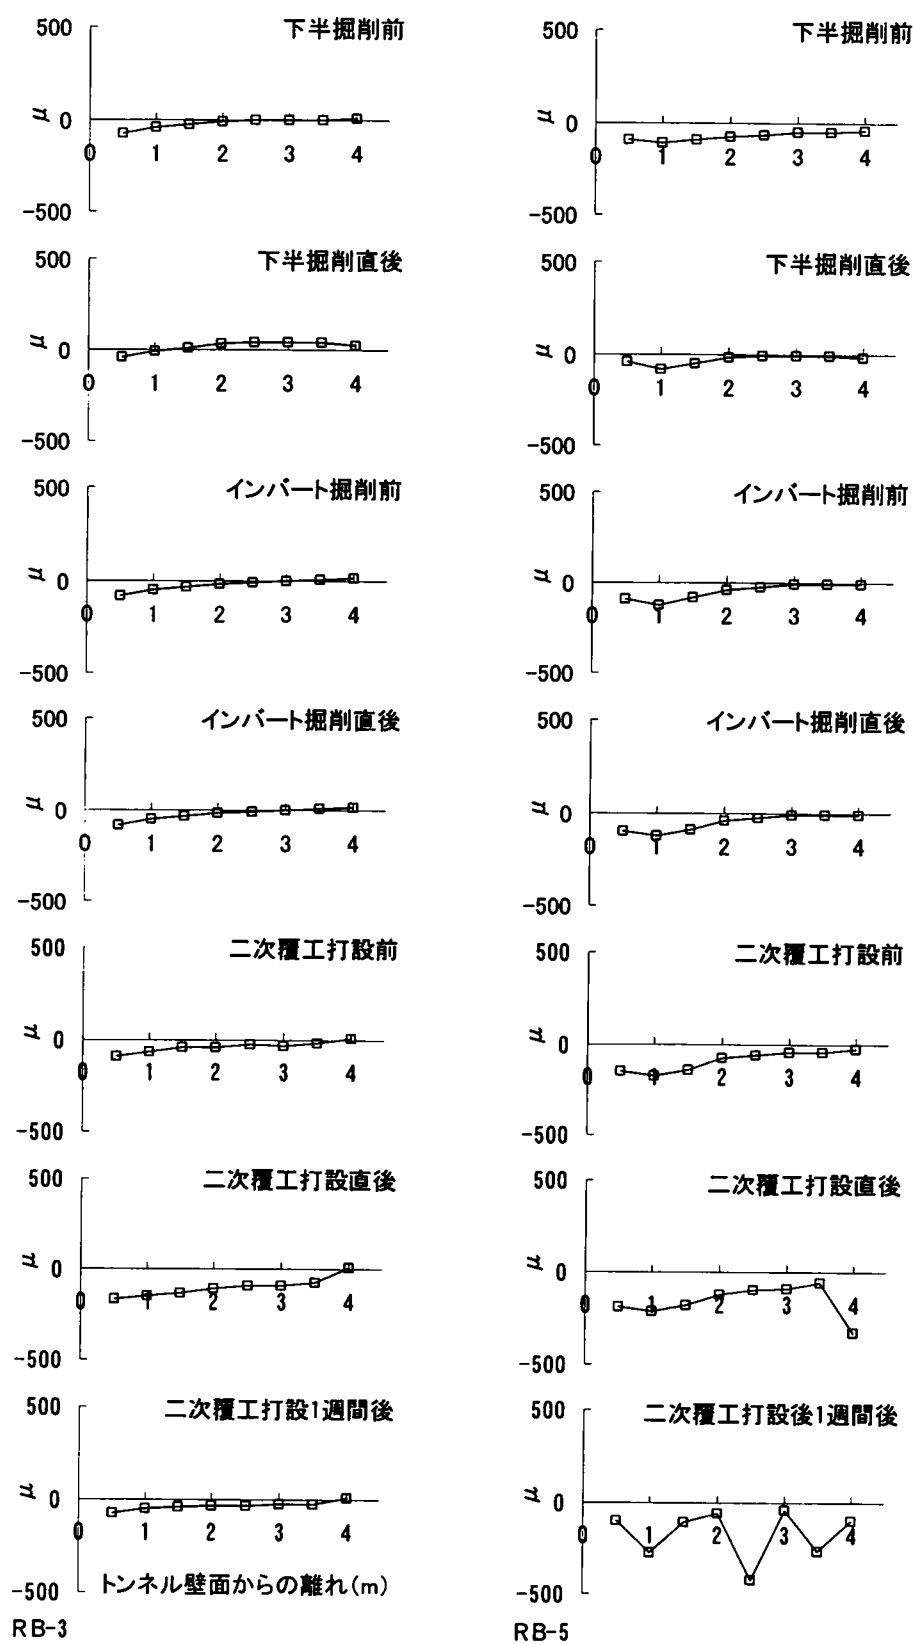 下半掘削前
500
μ 0
0 1 2 3 4
-500
下半掘削直後
500
μ 0
0 1 2 3 4
-500
インバート掘削前
500
μ 0
0 1 2 3 4
-500
インバート掘削直後
500
μ 0
0 1 2 3 4
-500
二次覆工打設前
500
μ 0
0 1 2 3 4
-500
二次覆工打設直後
500
μ 0
0 1 2 3 4
-500
二次覆工打設1週間後
500
μ 0
0 1 2 3 4
-500 トンネル壁面からの離れ(m)
RB-3
下半掘削前
500
μ 0
0 1 2 3 4
-500
下半掘削直後
500
μ 0
0 1 2 3 4
-500
インバート掘削前
500
μ 0
0 1 2 3 4
-500
インバート掘削直後
500
μ 0
0 1 2 3 4
-500
二次覆工打設前
500
μ 0
0 1 2 3 4
-500
二次覆工打設直後
500
μ 0
0 1 2 3 4
-500
二次覆工打設後1週間後
500
μ 0
0 1 2 3 4
-500
RB-5